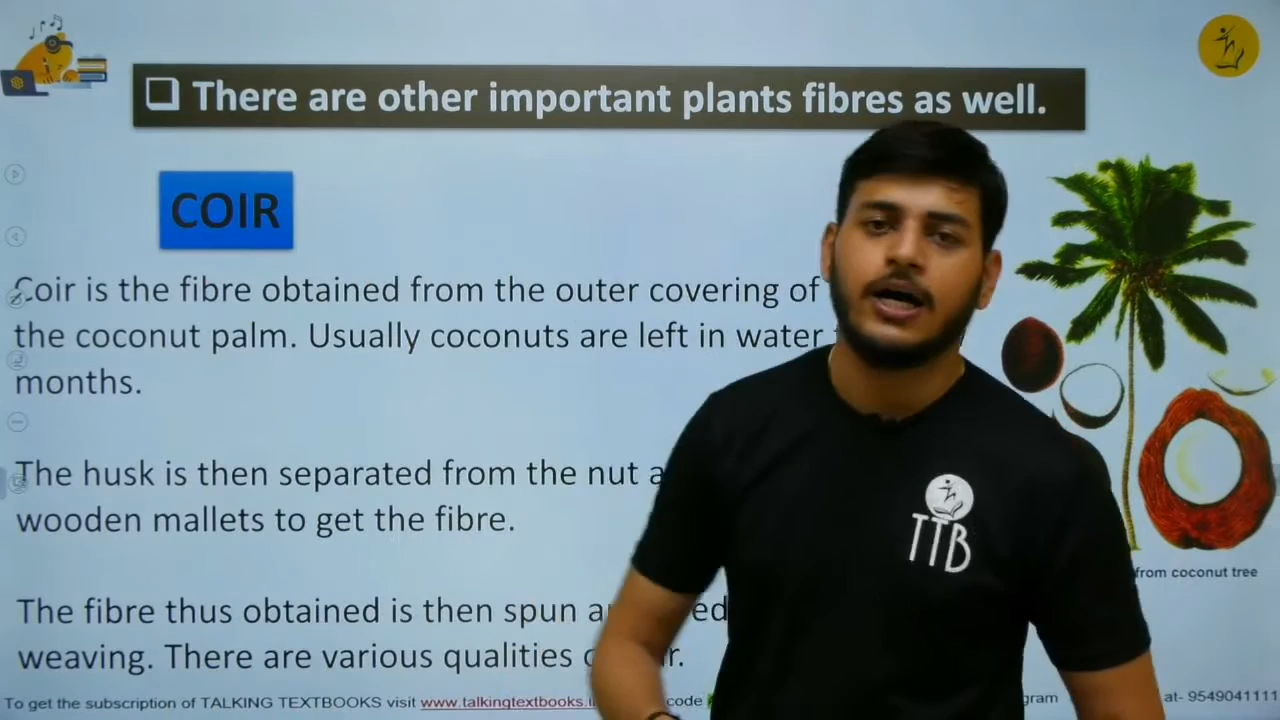 There are other important plants fibres as well.
COIR
Coir is the fibre obtained from the outer covering of
the coconut palm. Usually coconuts are left in water
months.
The husk is then separated from the nut
wooden mallets to get the fibre.
The fibre thus obtained is then spun
weaving. There are various qualities
from coconut tree
TTB
To get the subscription of TALKING TEXTBOOKS visit www.talkingtextbooks. code gram at- 9549041111